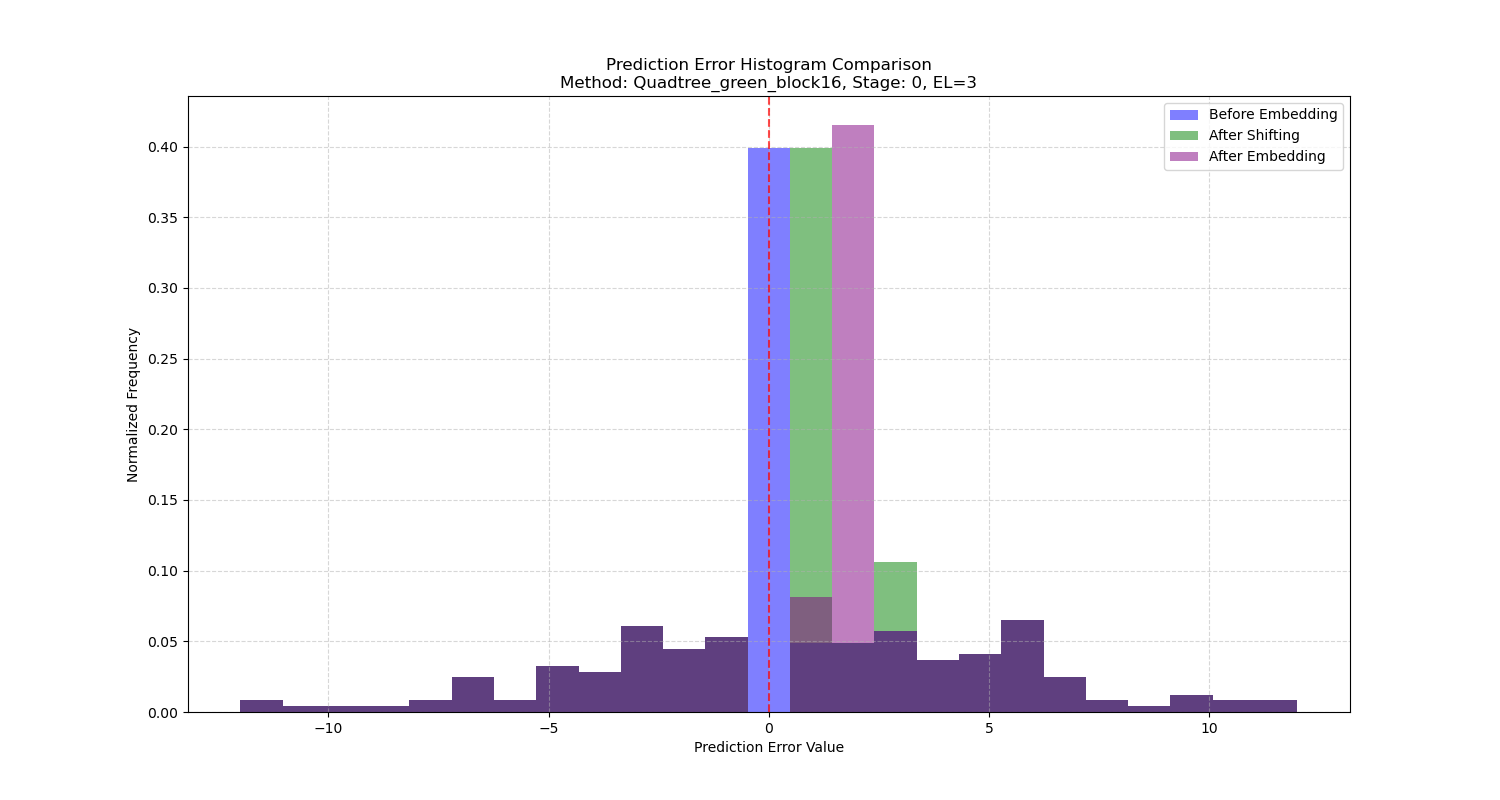 Prediction Error Histogram Comparison
Method: Quadtree_green_block16, Stage: 0, EL=3
Before Embedding
After Shifting
After Embedding
0.40
0.35
0.30
0.25
0.20
0.15
0.10
0.05
0.00
Normalized Frequency
−10
−5
0
5
10
Prediction Error Value